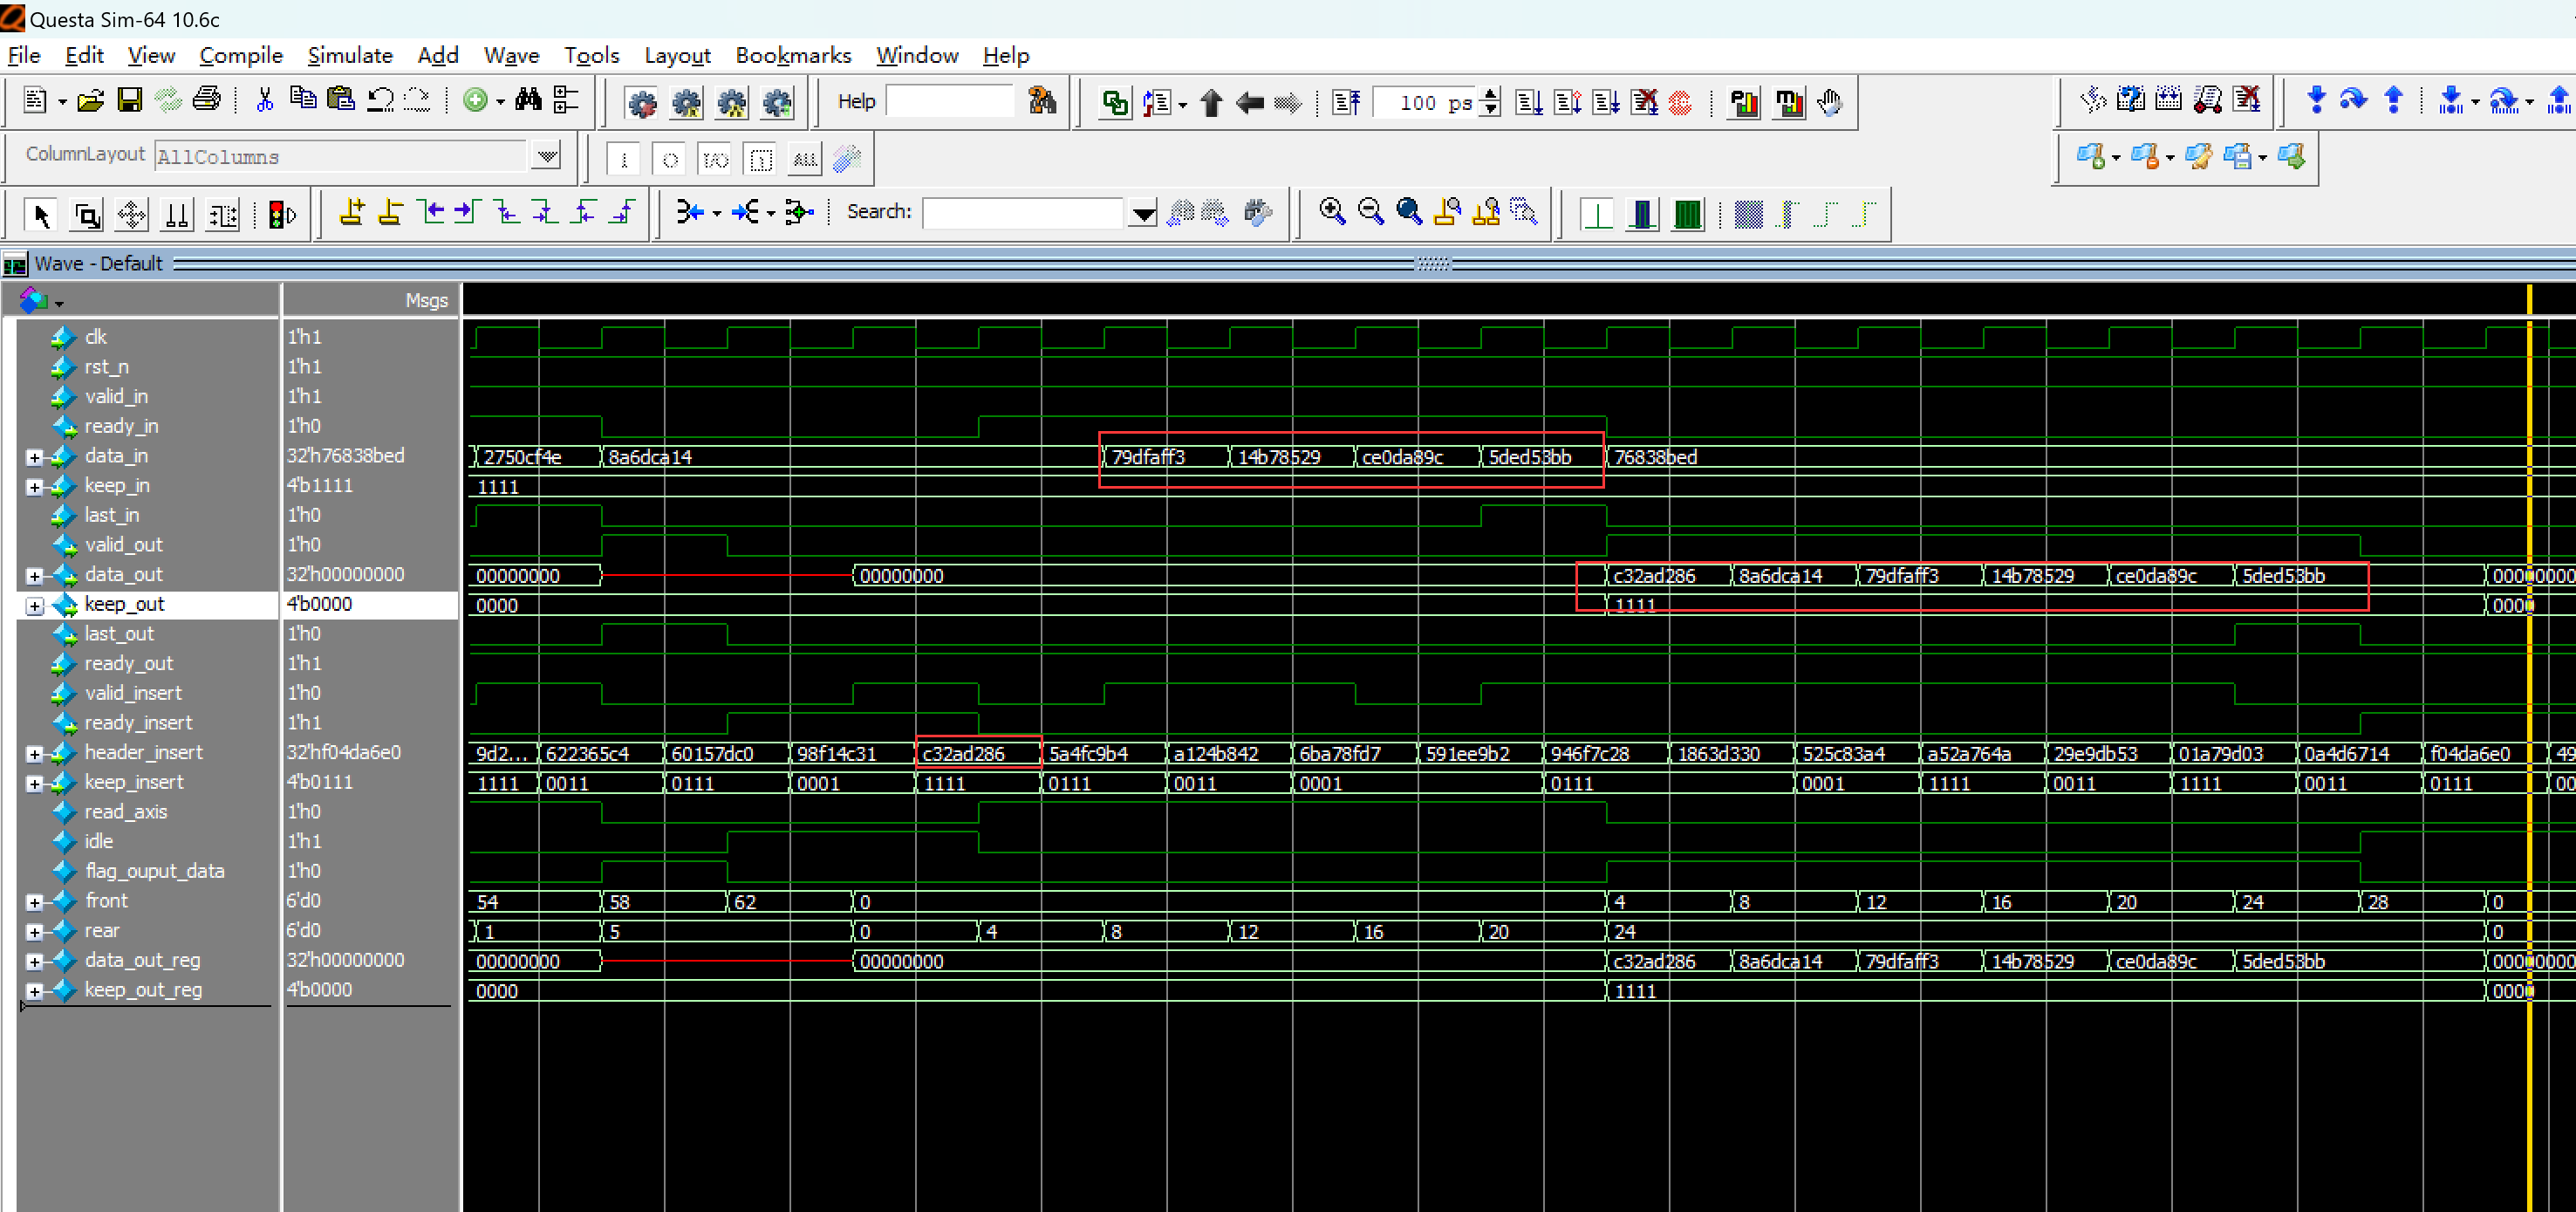 Questa Sim-64 10.6c
File Edit View Compile Simulate Add Wave Tools Layout Bookmarks Window Help
Help 100 ps
ColumnLayout AllColumns
Search:
Wave - Default
Msgs
clk 1'h1
rst_n 1'h1
valid_in 1'h1
ready_in 1'h0
data_in 32'h76838bed 2750cf4e 8a6dca14 79dfaff3 14b78529 ce0da89c 5ded53bb 76838bed
keep_in 4'b1111 1111
last_in 1'h0
valid_out 1'h0
data_out 32'h00000000 00000000 00000000 c32ad286 8a6dca14 79dfaff3 14b78529 ce0da89c 5ded53bb 00000000
keep_out 4'b0000 0000 1111 0000
last_out 1'h0
ready_out 1'h1
valid_insert 1'h0
ready_insert 1'h1
header_insert 32'hf04da6e0 9d2... 622365c4 60157dc0 98f14c31 c32ad286 5a4fc9b4 a124b842 6ba78fd7 591ee9b2 946f7c28 1863d330 525c83a4 a52a764a 29e9db53 01a79d03 0a4d6714 f04da6e0 49
keep_insert 4'b0111 1111 0011 0111 0001 1111 0111 0011 0001 0111 0001 1111 0011 1111 0011 0111 00
read_axis 1'h0
idle 1'h1
flag_ouput_data 1'h0
front 6'd0 54 58 62 0 4 8 12 16 20 24 28 0
rear 6'd0 1 5 0 4 8 12 16 20 24 0
data_out_reg 32'h00000000 00000000 00000000 c32ad286 8a6dca14 79dfaff3 14b78529 ce0da89c 5ded53bb 00000000
keep_out_reg 4'b0000 0000 1111 0000